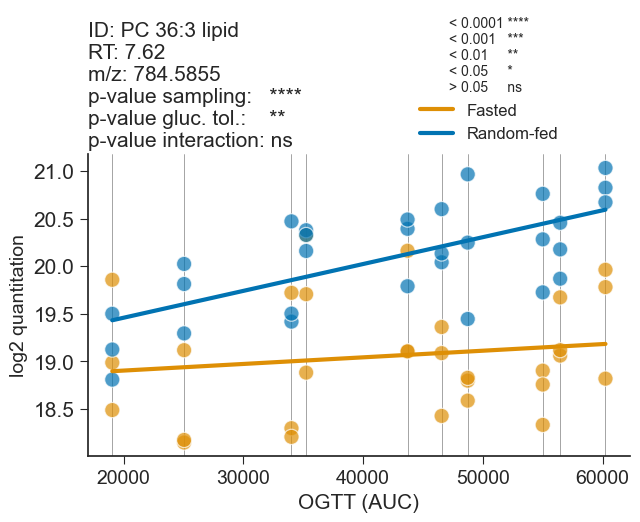 ID: PC 36:3 lipid
RT: 7.62
m/z: 784.5855
p-value sampling: ****
p-value gluc. tol.: **
p-value interaction: ns
< 0.0001 ****
< 0.001 ***
< 0.01 **
< 0.05 *
> 0.05 ns
Fasted
Random-fed
log2 quantitation
21.0
20.5
20.0
19.5
19.0
18.5
20000 30000 40000 50000 60000
OGTT (AUC)